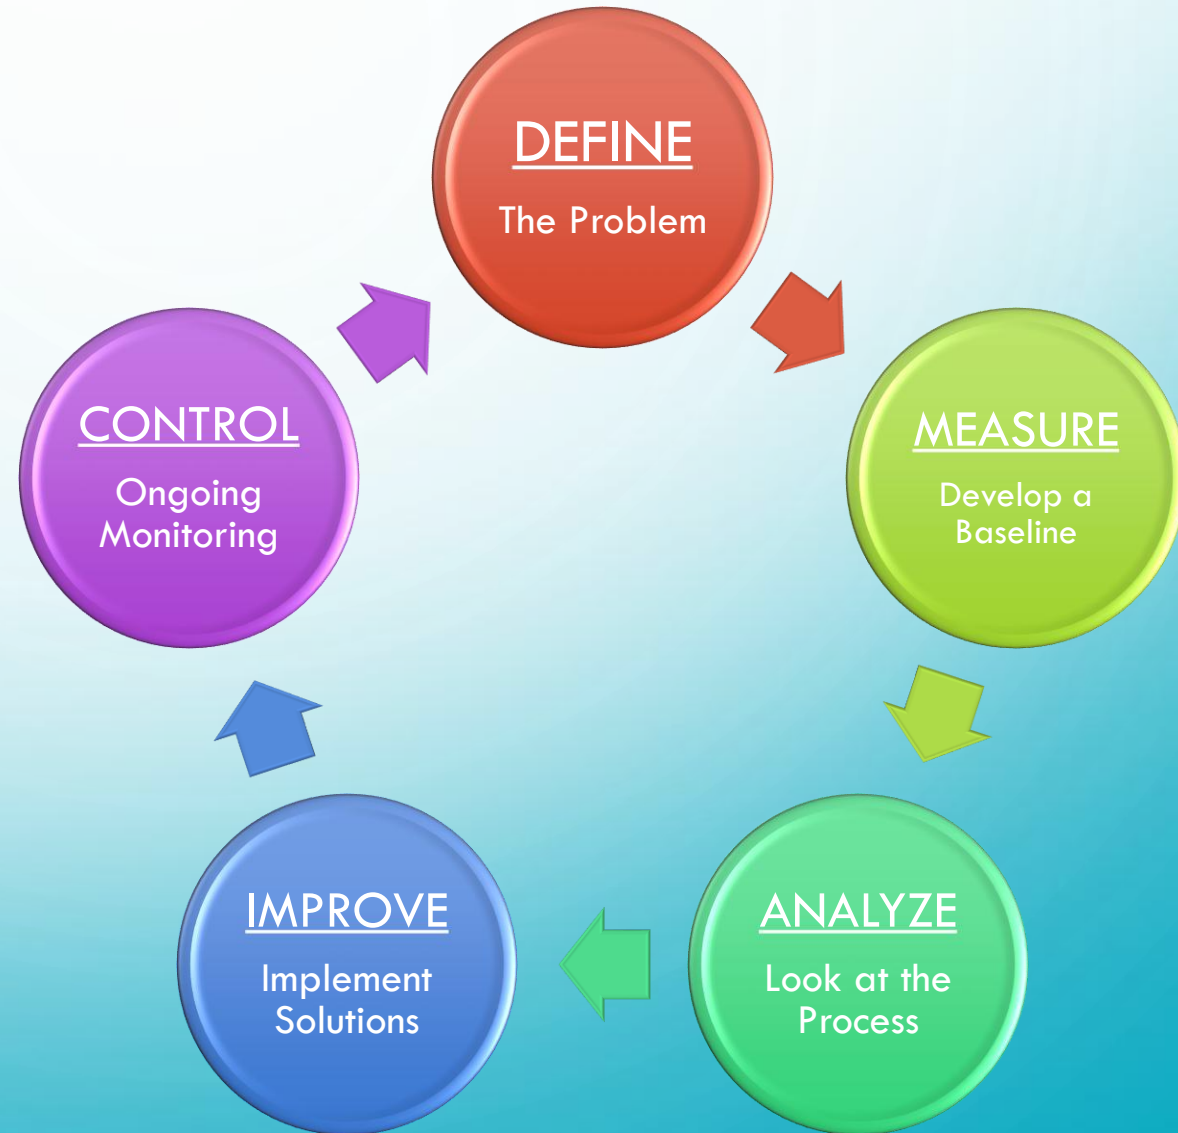 DEFINE
The Problem
MEASURE
Develop a
Baseline
ANALYZE
Look at the
Process
IMPROVE
Implement
Solutions
CONTROL
Ongoing
Monitoring